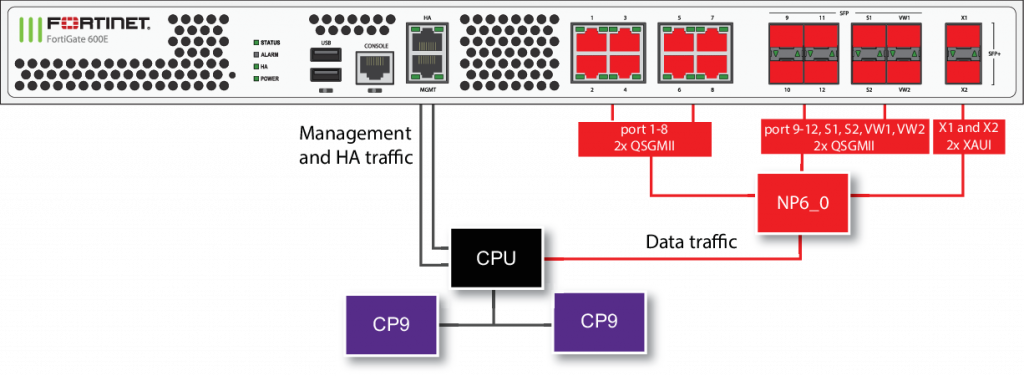 FORTINET
FortiGate 600E
STATUS
ALARM
HA
POWER
USB
CONSOLE
HA
MGMT
1 3
5 7
2 4
6 8
SFP
9 11
S1 VW1
X1
10 12
S2 VW2
X2
SFP+
Management
and HA traffic
port 1-8
2x QSGMII
port 9-12, S1, S2, VW1, VW2
2x QSGMII
X1 and X2
2x XAUI
NP6_0
Data traffic
CPU
CP9
CP9